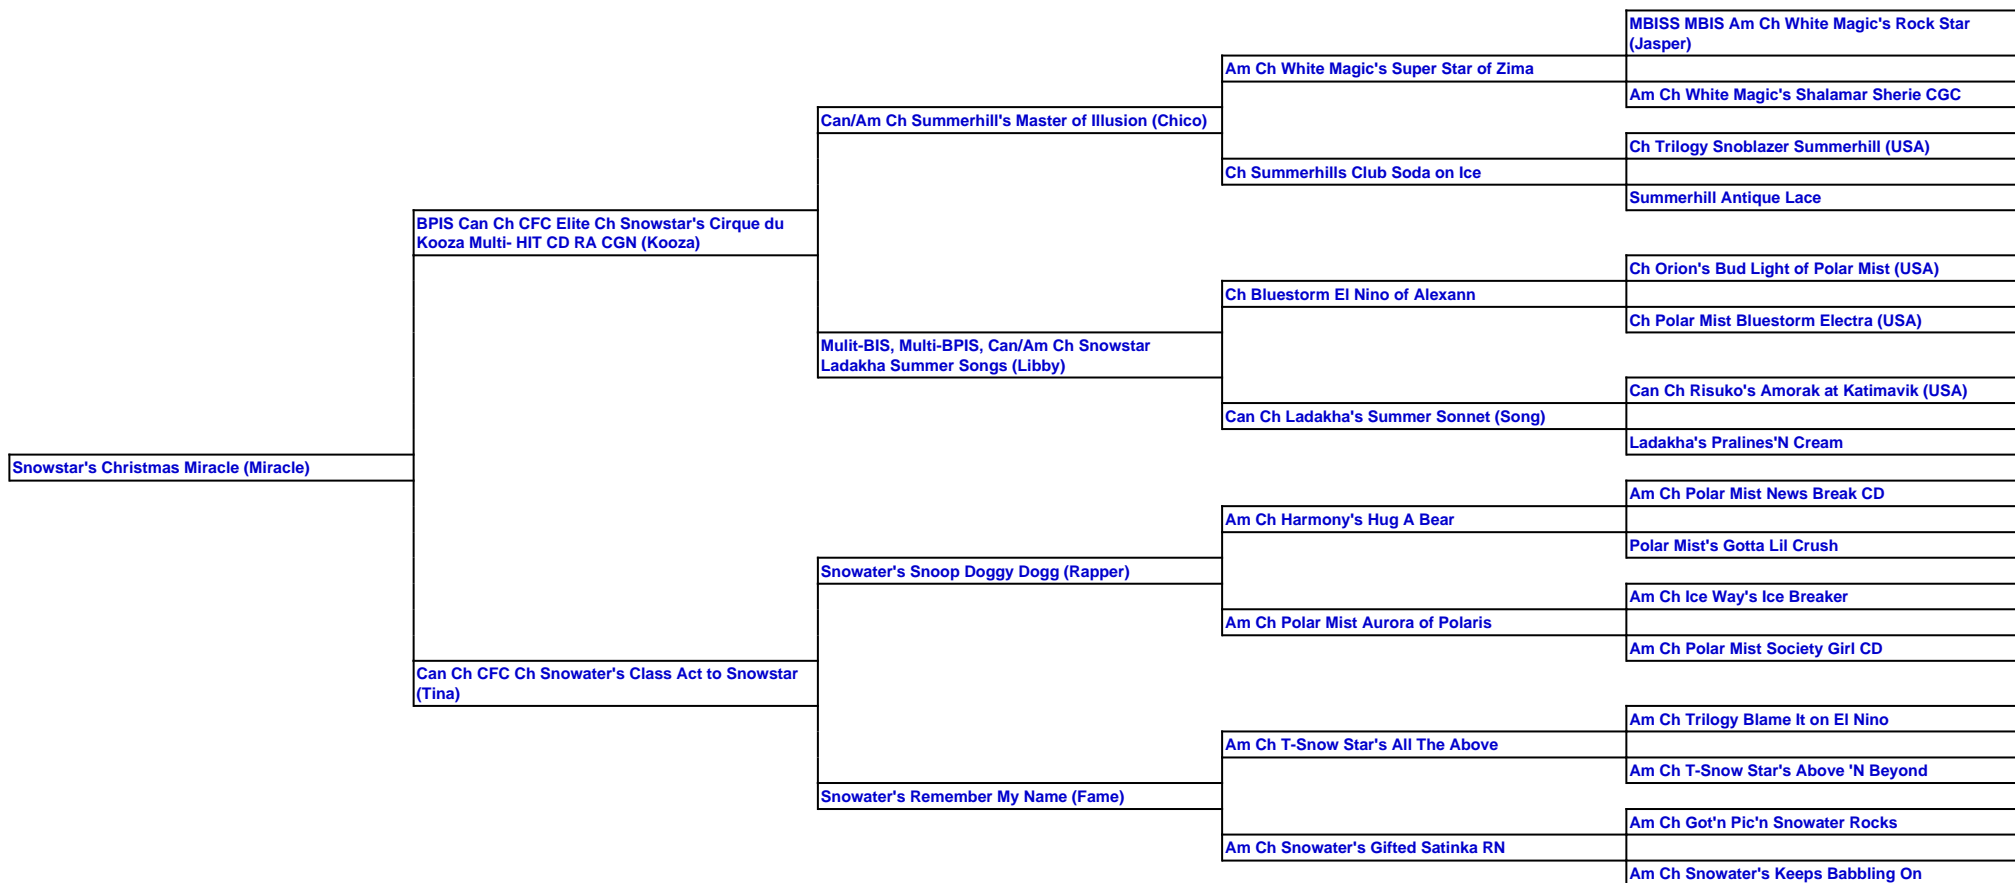 MBISS MBIS Am Ch White Magic's Rock Star
(Jasper)
Am Ch White Magic's Super Star of Zima
Am Ch White Magic's Shalamar Sherie CGC
Can/Am Ch Summerhill's Master of Illusion (Chico)
Ch Trilogy Snoblazer Summerhill (USA)
Ch Summerhills Club Soda on Ice
Summerhill Antique Lace
BPIS Can Ch CFC Elite Ch Snowstar's Cirque du
Kooza Multi- HIT CD RA CGN (Kooza)
Ch Orion's Bud Light of Polar Mist (USA)
Ch Bluestorm El Nino of Alexann
Ch Polar Mist Bluestorm Electra (USA)
Mulit-BIS, Multi-BPIS, Can/Am Ch Snowstar
Ladakha Summer Songs (Libby)
Can Ch Risuko's Amorak at Katimavik (USA)
Can Ch Ladakha's Summer Sonnet (Song)
Ladakha's Pralines'N Cream
Snowstar's Christmas Miracle (Miracle)
Am Ch Polar Mist News Break CD
Am Ch Harmony's Hug A Bear
Polar Mist's Gotta Lil Crush
Snowater's Snoop Doggy Dogg (Rapper)
Am Ch Ice Way's Ice Breaker
Am Ch Polar Mist Aurora of Polaris
Am Ch Polar Mist Society Girl CD
Can Ch CFC Ch Snowater's Class Act to Snowstar
(Tina)
Am Ch Trilogy Blame It on El Nino
Am Ch T-Snow Star's All The Above
Am Ch T-Snow Star's Above 'N Beyond
Snowater's Remember My Name (Fame)
Am Ch Got'n Pic'n Snowater Rocks
Am Ch Snowater's Gifted Satinka RN
Am Ch Snowater's Keeps Babbling On